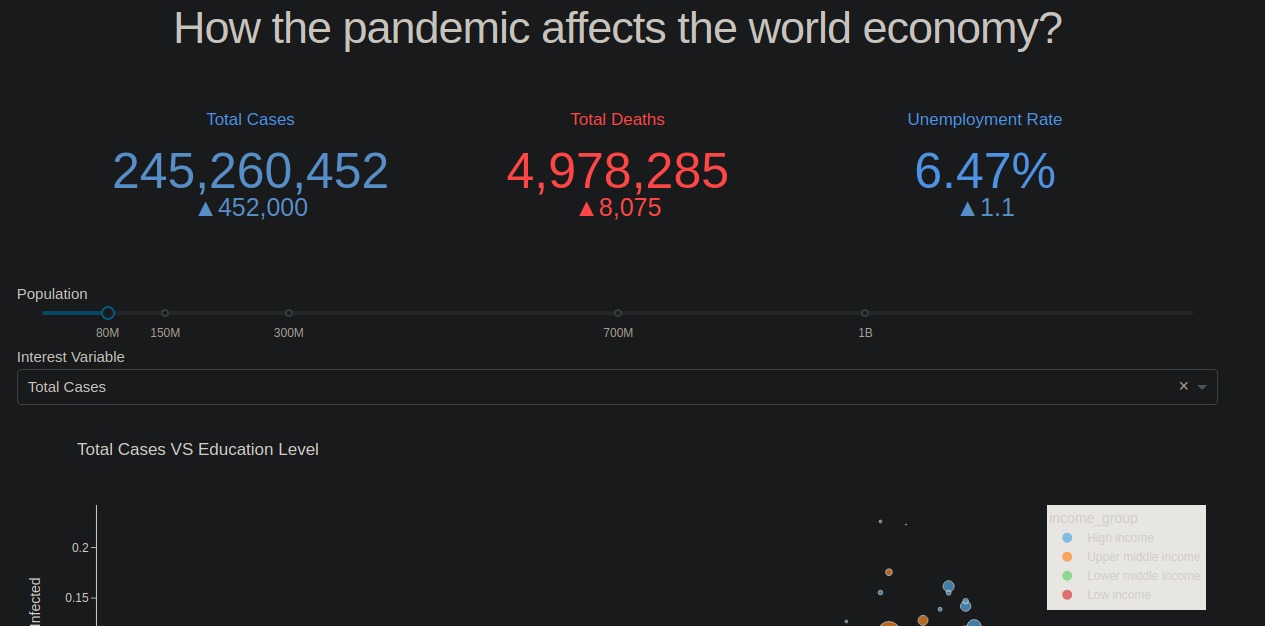 How the pandemic affects the world economy?
Total Cases
Total Deaths
Unemployment Rate
245,260,452
4,978,285
6.47%
▲452,000
▲8,075
▲1.1
Population
80M
150M
300M
700M
1B
Interest Variable
Total Cases
Total Cases VS Education Level
income_group
High income
Upper middle income
Lower middle income
Low income
0.2
0.15
Infected